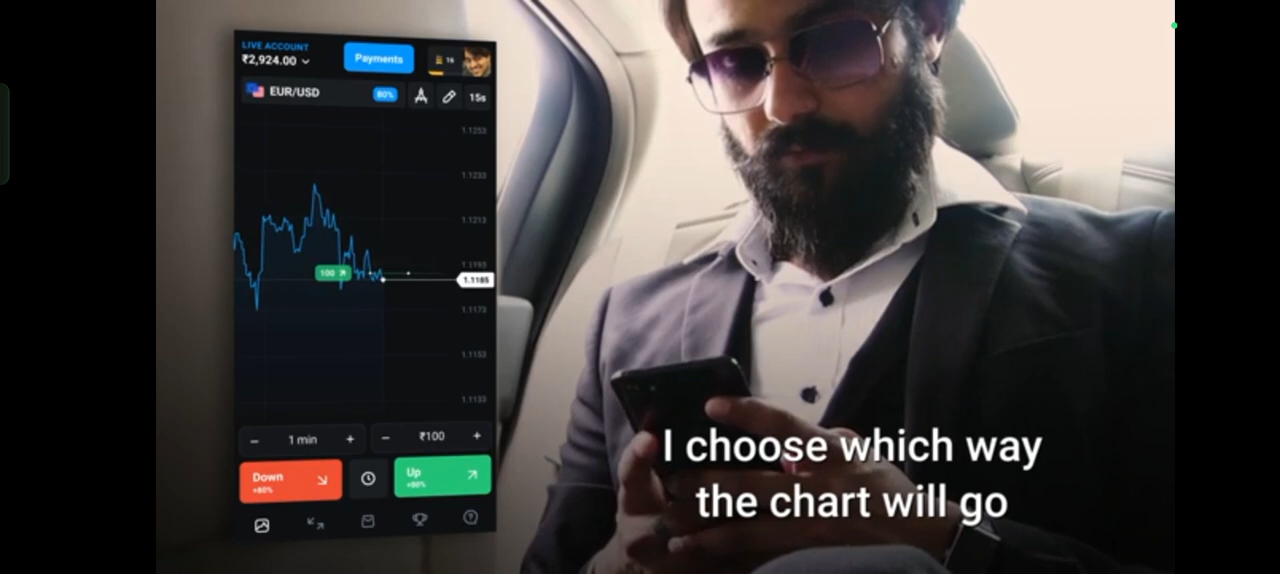 LIVE ACCOUNT
₹2,924.00
Payments
16
EUR/USD
80%
15s
1.1253
1.1233
1.1213
1.1193
100
1.1185
1.1173
1.1153
1.1133
− 1 min +
− ₹100 +
Down
+80%
Up
+80%
I choose which way
the chart will go